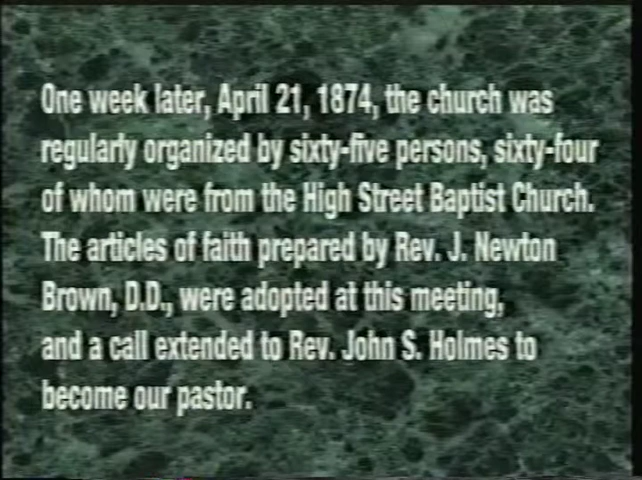 One week later, April 21, 1874, the church was
regularly organized by sixty-five persons, sixty-four
of whom were from the High Street Baptist Church.
The articles of faith prepared by Rev. J. Newton
Brown, D.D., were adopted at this meeting,
and a call extended to Rev. John S. Holmes to
become our pastor.